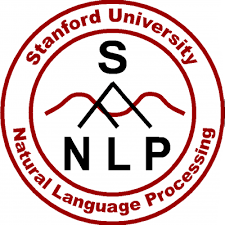 Stanford University
S
NLP
Natural Language Processing